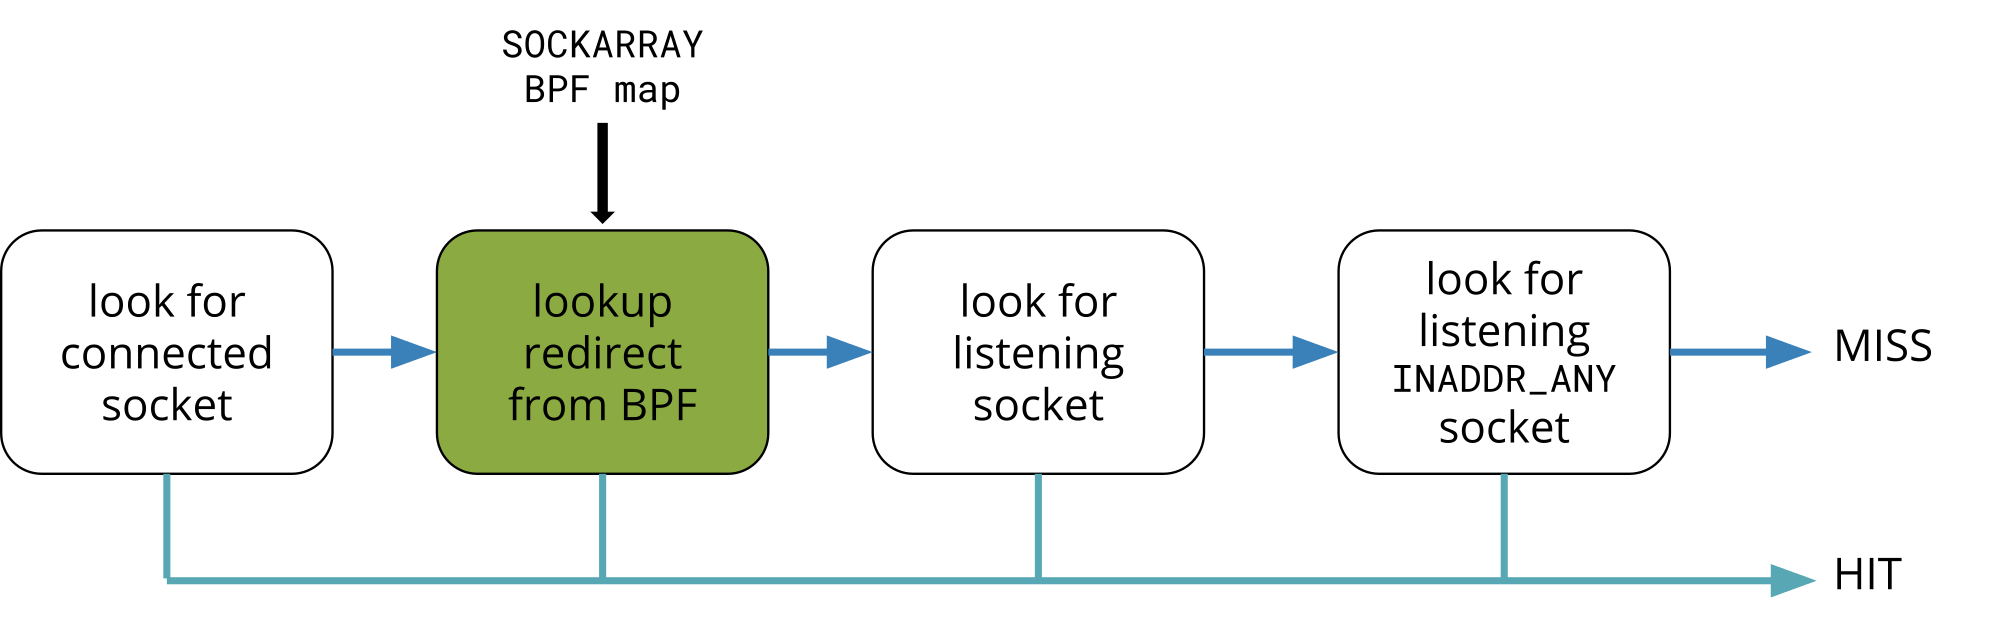 SOCKARRAY
BPF map
look for
connected
socket
lookup
redirect
from BPF
look for
listening
socket
look for
listening
INADDR_ANY
socket
MISS
HIT